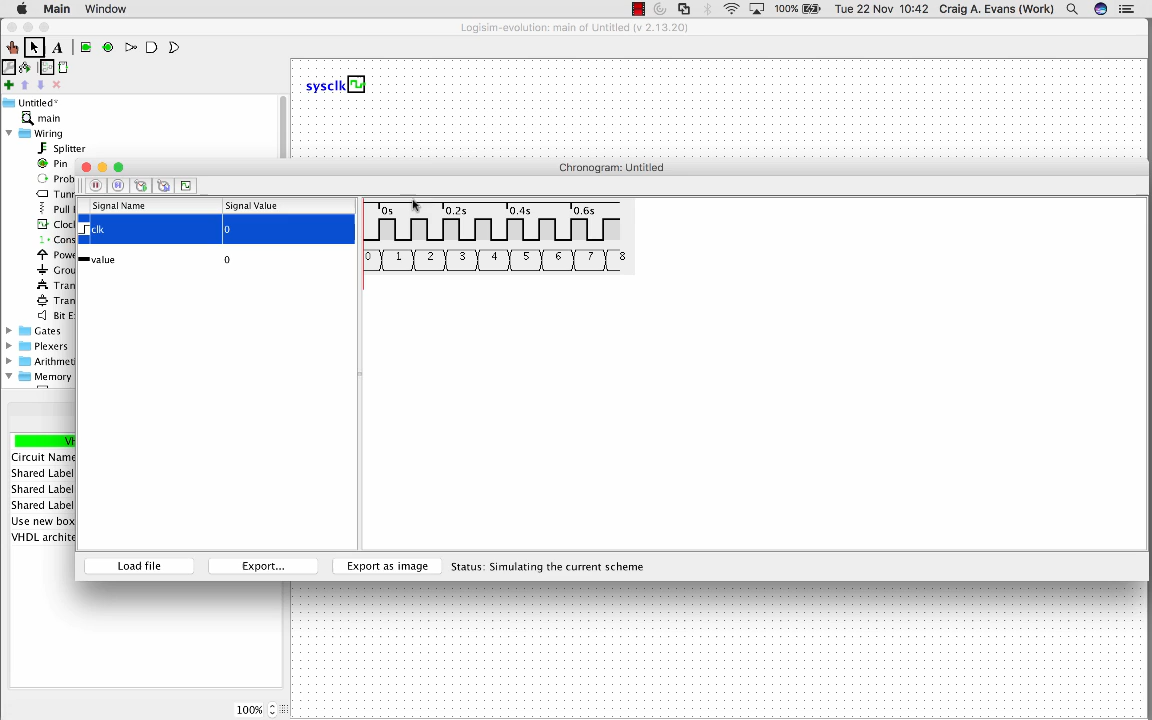 Main Window 100% Tue 22 Nov 10:42 Craig A. Evans (Work)
Logisim-evolution: main of Untitled (v 2.13.20)
A
sysclk
Untitled*
main
Wiring
Splitter
Pin
Prob
Tunn
Pull
Cloc
Cons
Powe
Grou
Tran
Tran
Bit E
Gates
Plexers
Arithmeti
Memory
VH
Circuit Name
Shared Label
Shared Label
Shared Label
Use new box
VHDL archite
100%
Chronogram: Untitled
Signal Name Signal Value
clk 0
value 0
0s 0.2s 0.4s 0.6s
0 1 2 3 4 5 6 7 8
Load file Export... Export as image Status: Simulating the current scheme